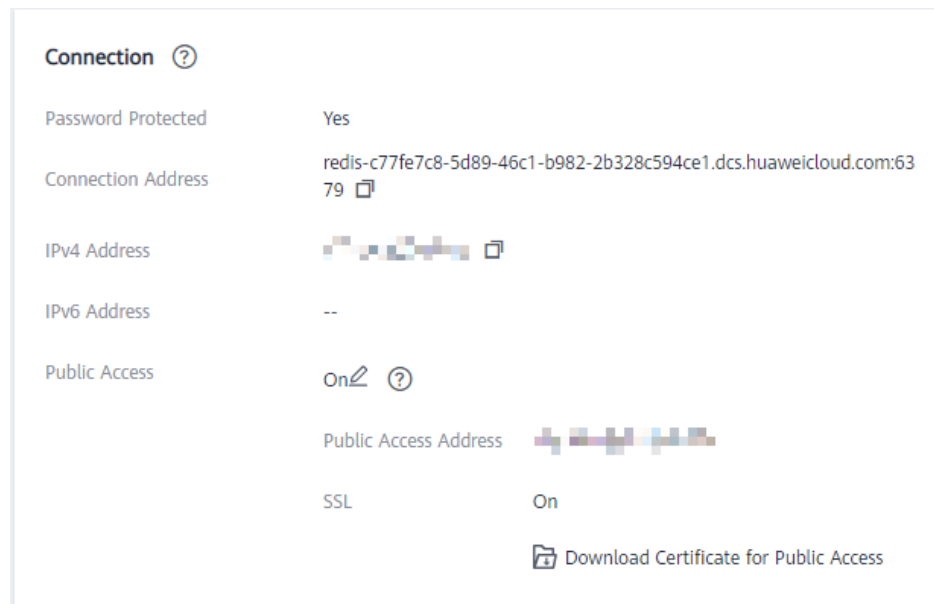 Connection
Password Protected Yes
redis-c77fe7c8-5d89-46c1-b982-2b328c594ce1.dcs.huaweicloud.com:63
Connection Address
79
IPv4 Address
IPv6 Address --
Public Access On
Public Access Address
SSL On
Download Certificate for Public Access